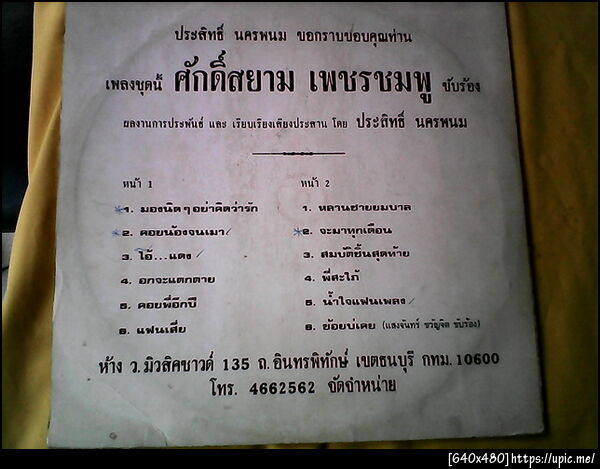 ประสิทธิ์ นครพนม ขอกราบขอบคุณท่าน
เพลงชุดนี้ ศักดิ์สยาม เพชรชมพู ขับร้อง
ผลงานการประพันธ์ และ เรียบเรียงเสียงประสาน โดย ประสิทธิ์ นครพนม
หน้า 1
*1. มองนิด ๆ อย่าคิดว่ารัก
*2. คอยน้องจนเมา /
3. โอ้...แตง /
4. อกจะแตกตาย
5. คอยพี่อีกปี
6. แฟนเสี่ย
หน้า 2
1. หลานชายยมบาล
*2. จะมาทุกเดือน
3. สมบัติชิ้นสุดท้าย
4. พี่สะใภ้
5. น้ำใจแฟนเพลง /
6. ข้อยบ่เคย (แสงจันทร์ ขวัญจิต ขับร้อง)
ห้าง ว.มิวสิคซาวด์ 135 ถ.อินทรพิทักษ์ เขตธนบุรี กทม. 10600
โทร. 4662562 จัดจำหน่าย
[640x480]https://upic.me/